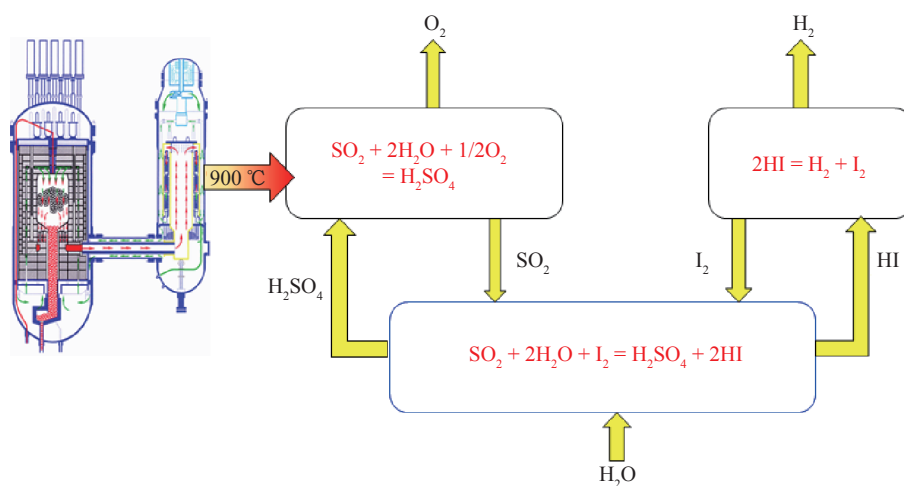 O₂
H₂
SO₂ + 2H₂O + 1/2O₂
= H₂SO₄
2HI = H₂ + I₂
900 ℃
SO₂
I₂
HI
H₂SO₄
SO₂ + 2H₂O + I₂ = H₂SO₄ + 2HI
H₂O